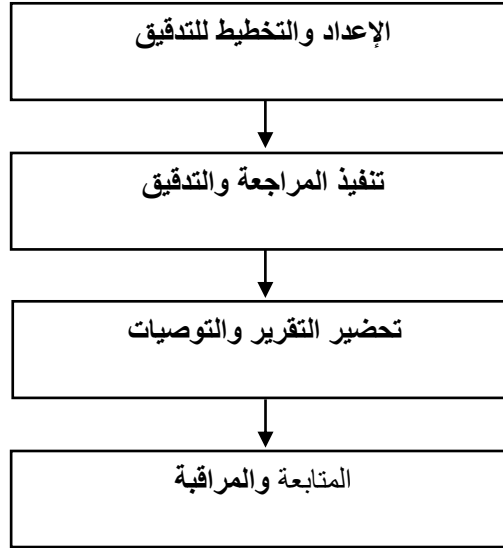 الإعداد والتخطيط للتدقيق
تنفيذ المراجعة والتدقيق
تحضير التقرير والتوصيات
المتابعة والمراقبة